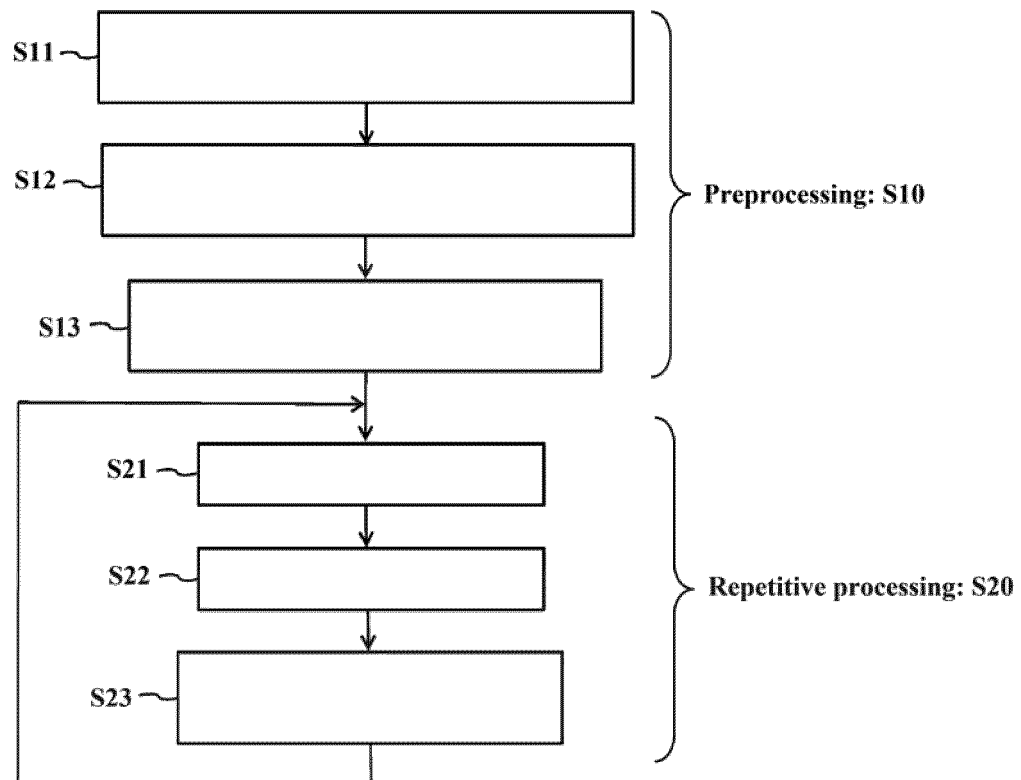 S11
S12
Preprocessing: S10
S13
S21
S22
Repetitive processing: S20
S23